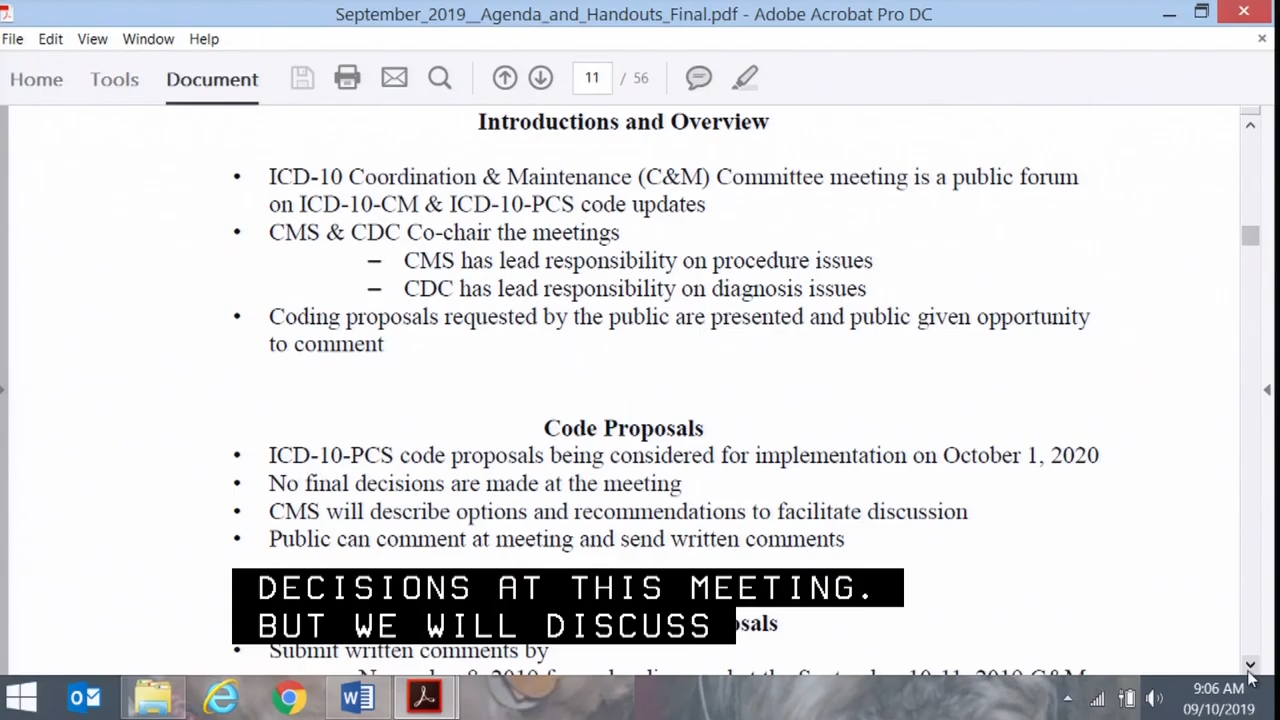 September_2019__Agenda_and_Handouts_Final.pdf - Adobe Acrobat Pro DC
File Edit View Window Help
Home Tools Document 11 / 56
Introductions and Overview
• ICD-10 Coordination & Maintenance (C&M) Committee meeting is a public forum
on ICD-10-CM & ICD-10-PCS code updates
• CMS & CDC Co-chair the meetings
– CMS has lead responsibility on procedure issues
– CDC has lead responsibility on diagnosis issues
• Coding proposals requested by the public are presented and public given opportunity
to comment
Code Proposals
• ICD-10-PCS code proposals being considered for implementation on October 1, 2020
• No final decisions are made at the meeting
• CMS will describe options and recommendations to facilitate discussion
• Public can comment at meeting and send written comments
DECISIONS AT THIS MEETING.
BUT WE WILL DISCUSS
• Submit written comments by
9:06 AM
09/10/2019